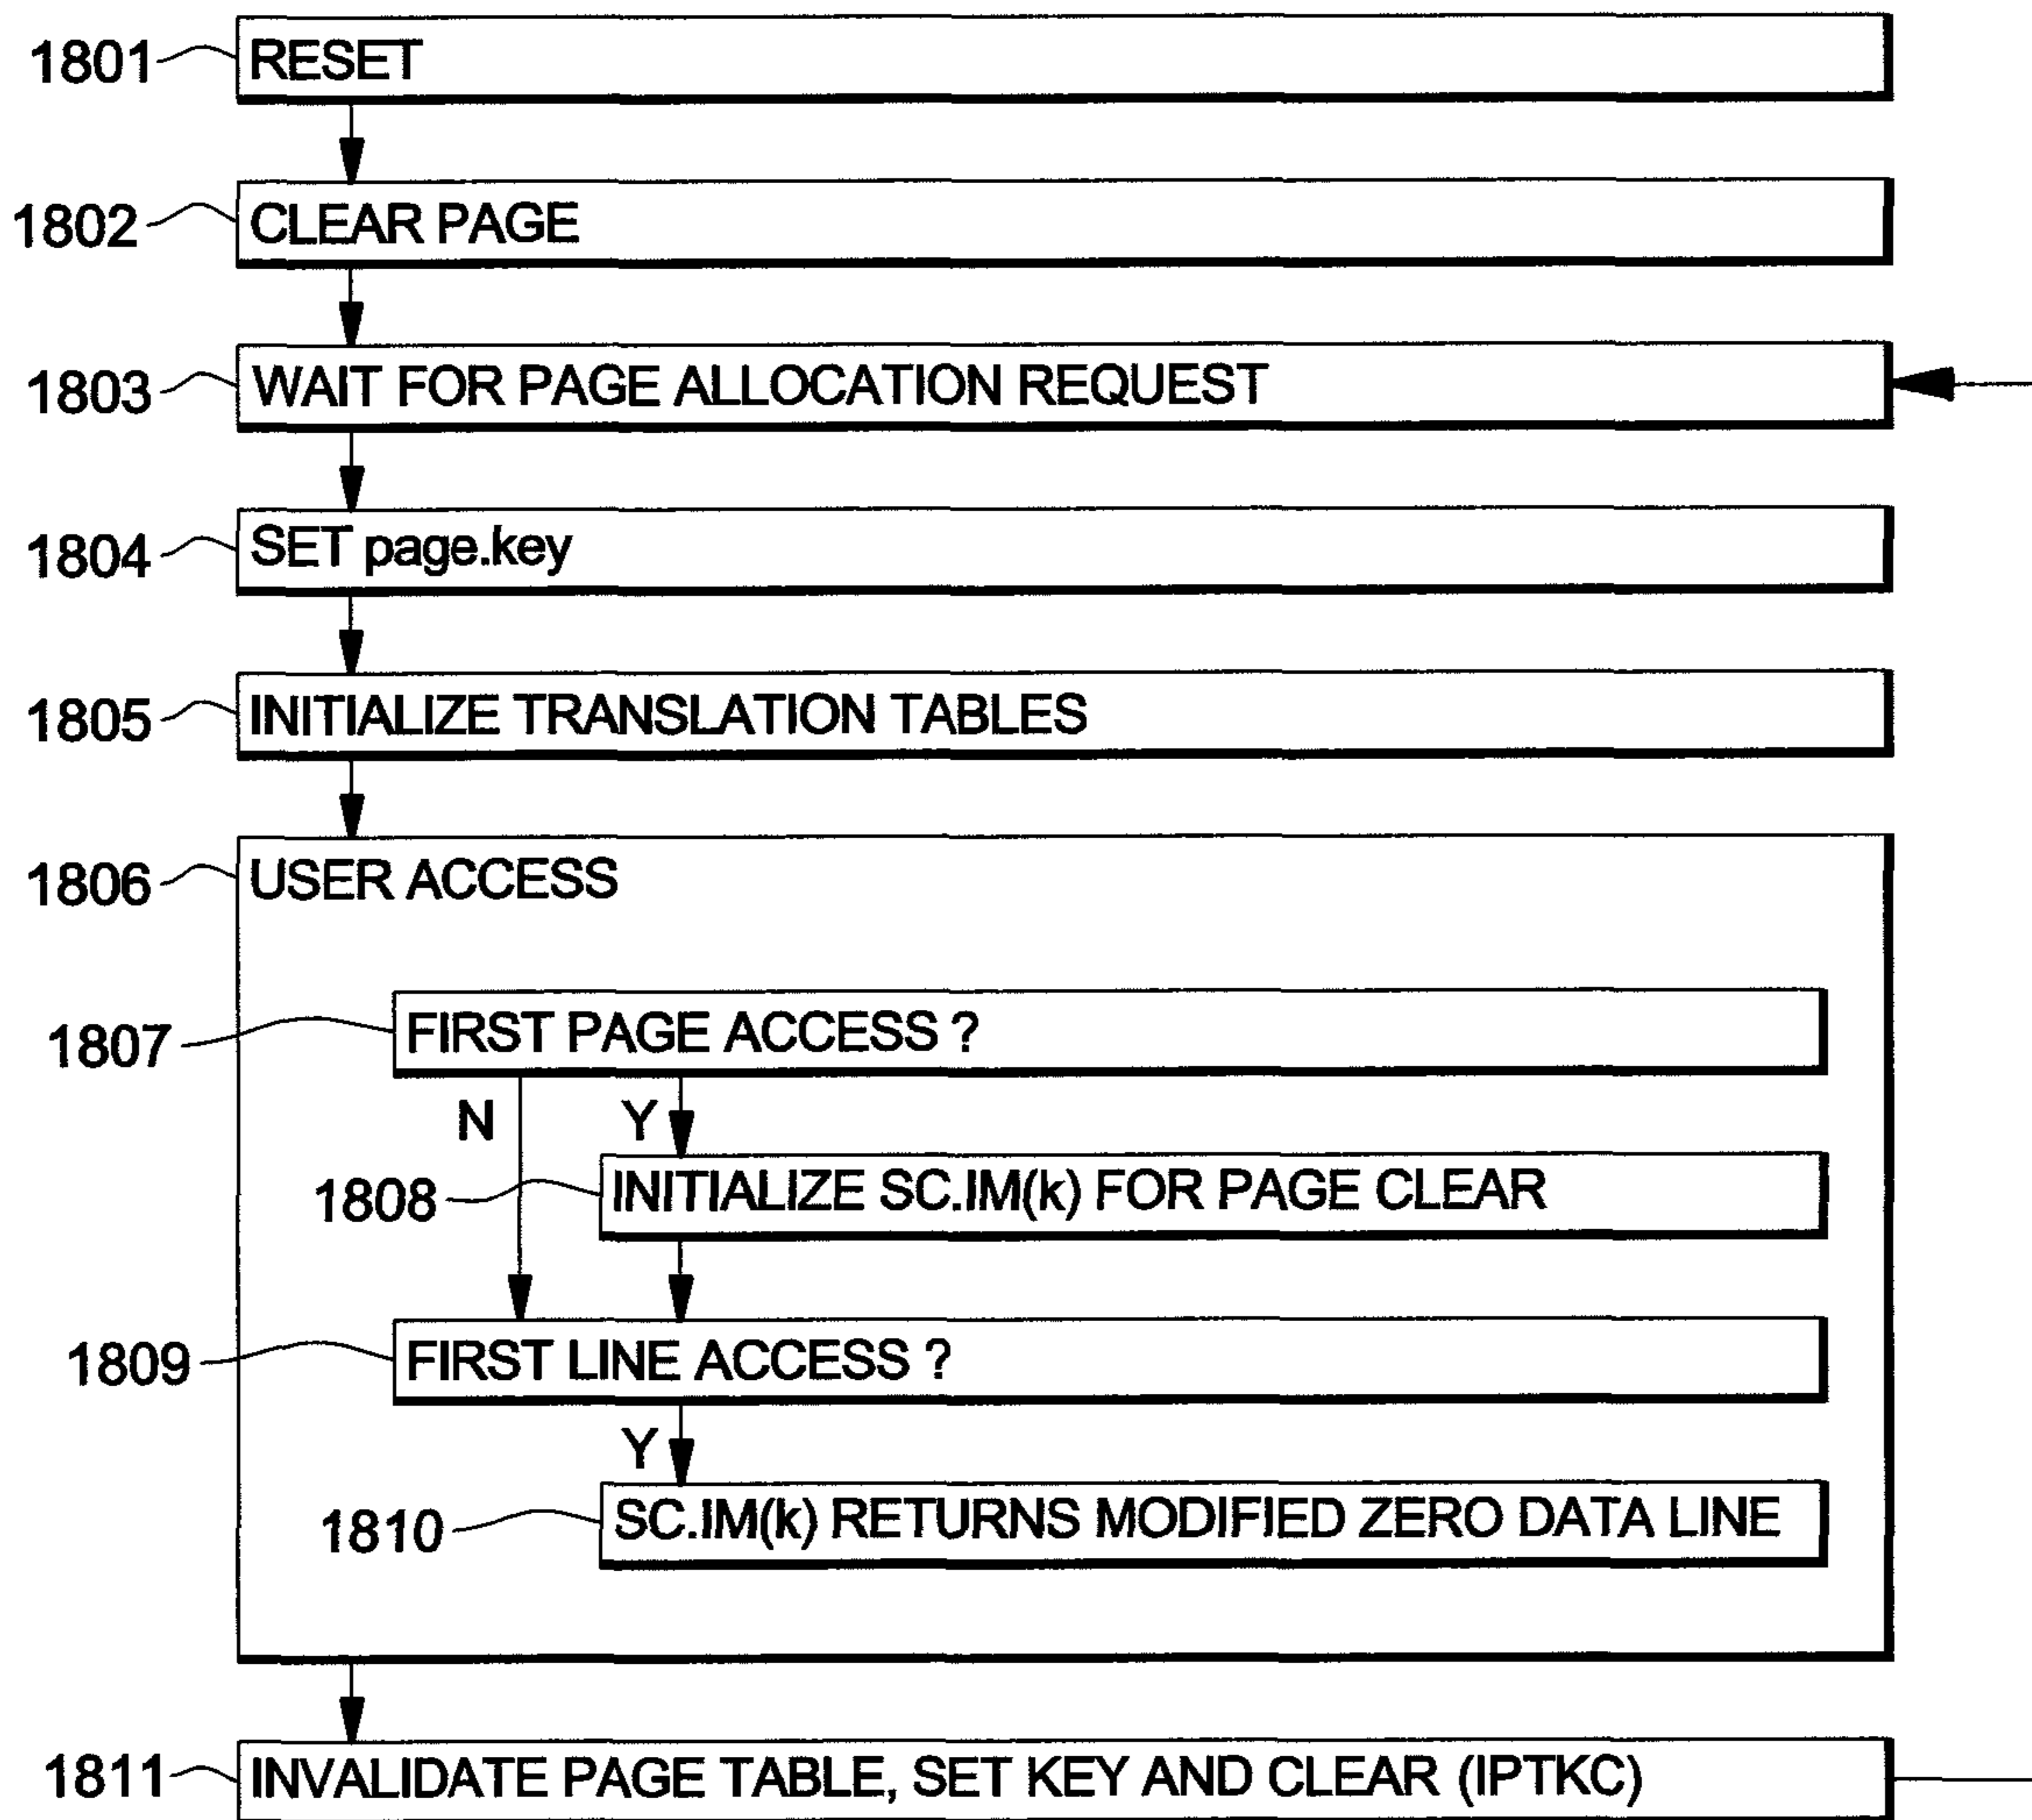 1801 RESET
1802 CLEAR PAGE
1803 WAIT FOR PAGE ALLOCATION REQUEST
1804 SET page.key
1805 INITIALIZE TRANSLATION TABLES
1806 USER ACCESS
1807 FIRST PAGE ACCESS ?
N Y
1808 INITIALIZE SC.IM(k) FOR PAGE CLEAR
1809 FIRST LINE ACCESS ?
Y
1810 SC.IM(k) RETURNS MODIFIED ZERO DATA LINE
1811 INVALIDATE PAGE TABLE, SET KEY AND CLEAR (IPTKC)